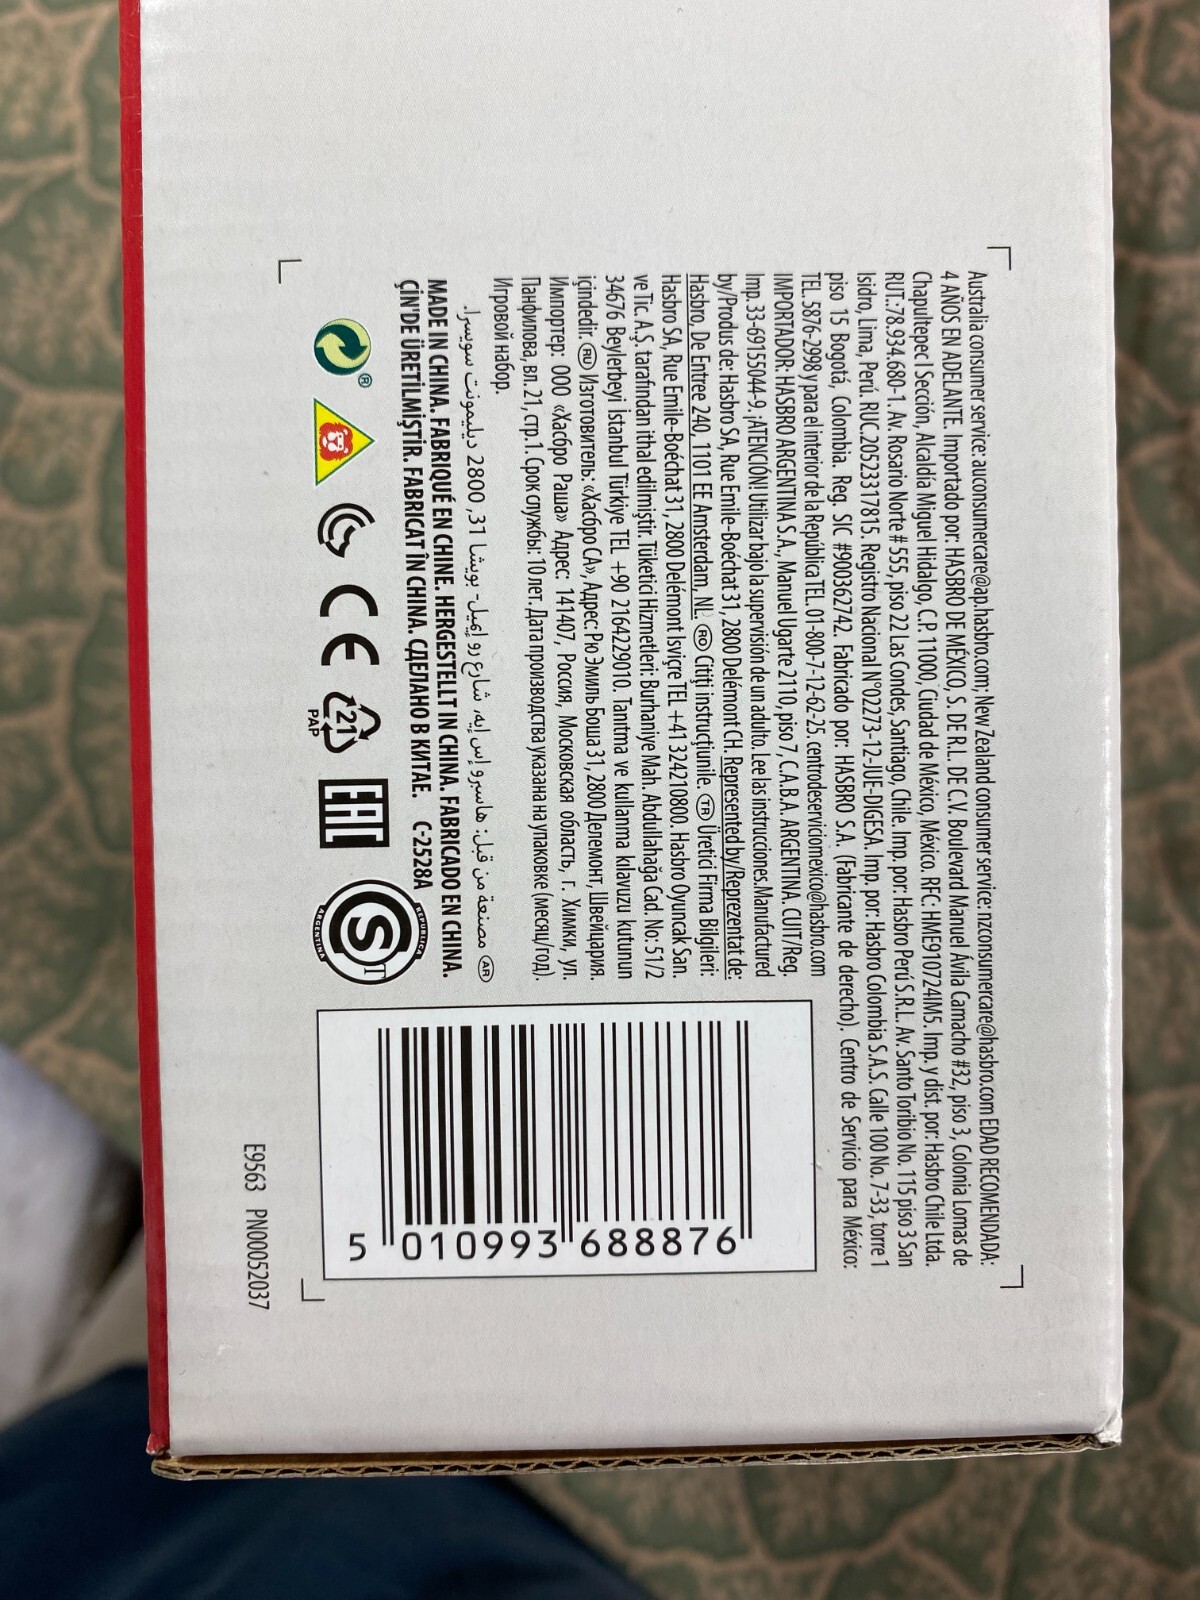 Australia consumer service: auconsumercare@ap.hasbro.com; New Zealand consumer service: nzconsumercare@hasbro.com EDAD RECOMENDADA:
4 AÑOS EN ADELANTE. Importado por: HASBRO DE MÉXICO, S. DE R.L. DE C.V. Boulevard Manuel Ávila Camacho #32, piso 3, Colonia Lomas de
Chapultepec I Sección, Alcaldía Miguel Hidalgo, C.P. 11000, Ciudad de México, México. RFC: HME910724IM5. Imp. y dist. por: Hasbro Chile Ltda.
RUT.:78.934.680-1. Av. Rosario Norte # 555, piso 22 Las Condes, Santiago, Chile. Imp. por: Hasbro Perú S.R.L. Av. Santo Toribio No. 115 piso 3 San
Isidro, Lima, Perú. RUC.20523317815. Registro Nacional N°02273-12-JUE-DIGESA. Imp. por: Hasbro Colombia S.A.S. Calle 100 No. 7-33, torre 1
piso 15 Bogotá, Colombia. Reg. SIC #900362742. Fabricado por: HASBRO S.A. (Fabricante de derecho). Centro de Servicio para México:
TEL. 5876-2998 y para el interior de la República TEL. 01-800-7-12-62-25. centrodeserviciomexico@hasbro.com
IMPORTADOR: HASBRO ARGENTINA S.A., Manuel Ugarte 2110, piso 7, C.A.B.A. ARGENTINA. CUIT/Reg.
Imp. 33-69155044-9. ¡ATENCIÓN! Utilizar bajo la supervisión de un adulto. Lee las instrucciones.Manufactured
by/Produs de: Hasbro SA, Rue Emile-Boéchat 31, 2800 Delémont CH. Represented by/Reprezentat de:
Hasbro, De Entree 240, 1101 EE Amsterdam, NL. RO Citiți instrucțiunile. TR Üretici Firma Bilgileri:
Hasbro SA, Rue Emile-Boéchat 31, 2800 Delémont İsviçre TEL +41 324210800. Hasbro Oyuncak San.
ve Tic. A.Ş. tarafından ithal edilmiştir. Tüketici Hizmetleri: Burhaniye Mah. Abdullahağa Cad. No: 51/2
34676 Beylerbeyi İstanbul Türkiye TEL +90 2164229010. Tanıtma ve kullanma kılavuzu kutunun
içindedir. RU Изготовитель: «Хасбро СА», Адрес: Рю Эмиль Боша 31, 2800 Делемонт, Швейцария.
Импортер: ООО «Хасбро Раша» Адрес: 141407, Россия, Московская область, г. Химки, ул.
Панфилова, вл. 21, стр.1. Срок службы: 10 лет. Дата производства указана на упаковке (месяц/год).
Игровой набор.
AR مصنعة من قبل: هاسبرو إس إيه، شارع رو إميل- بويشا 31, 2800 ديليمونت سويسرا.
MADE IN CHINA. FABRIQUÉ EN CHINE. HERGESTELLT IN CHINA. FABRICADO EN CHINA.
ÇİN'DE ÜRETİLMİŞTİR. FABRICAT ÎN CHINA. СДЕЛАНО В КИТАЕ. C-2528A
®
CE
21
PAP
EAC
REPUBLICA
S T
ARGENTINA
5 010993 688876
E9563 PN00052037